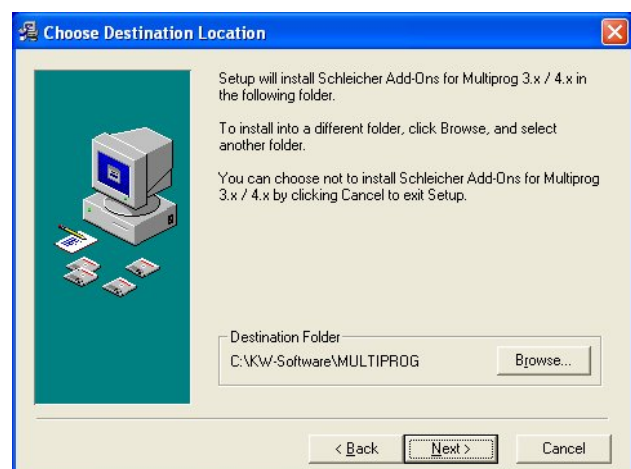 Choose Destination Location
Setup will install Schleicher Add-Ons for Multiprog 3.x / 4.x in
the following folder.
To install into a different folder, click Browse, and select
another folder.
You can choose not to install Schleicher Add-Ons for Multiprog
3.x / 4.x by clicking Cancel to exit Setup.
Destination Folder
C:\KW-Software\MULTIPROG
Browse...
< Back
Next >
Cancel